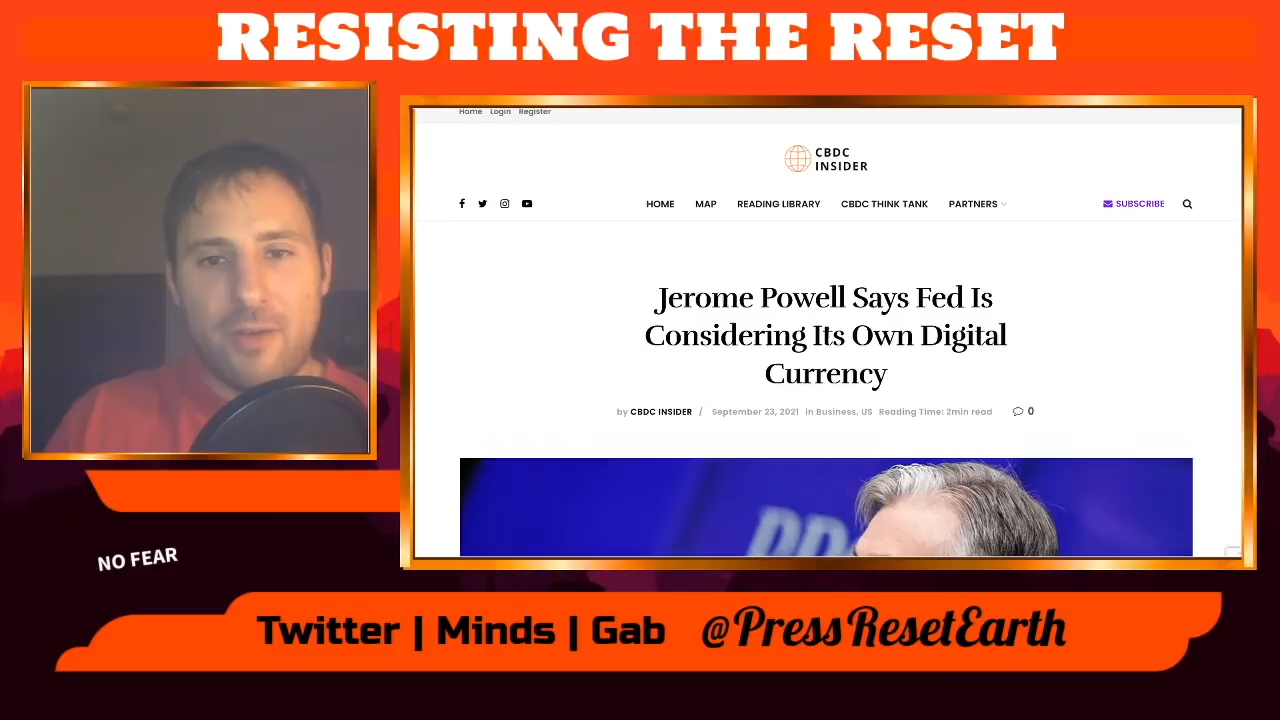 RESISTING THE RESET
Home Login Register
CBDC
INSIDER
HOME MAP READING LIBRARY CBDC THINK TANK PARTNERS SUBSCRIBE
Jerome Powell Says Fed Is
Considering Its Own Digital
Currency
by CBDC INSIDER / September 23, 2021 in Business, US Reading Time: 2min read 0
NO FEAR
Twitter | Minds | Gab @PressResetEarth